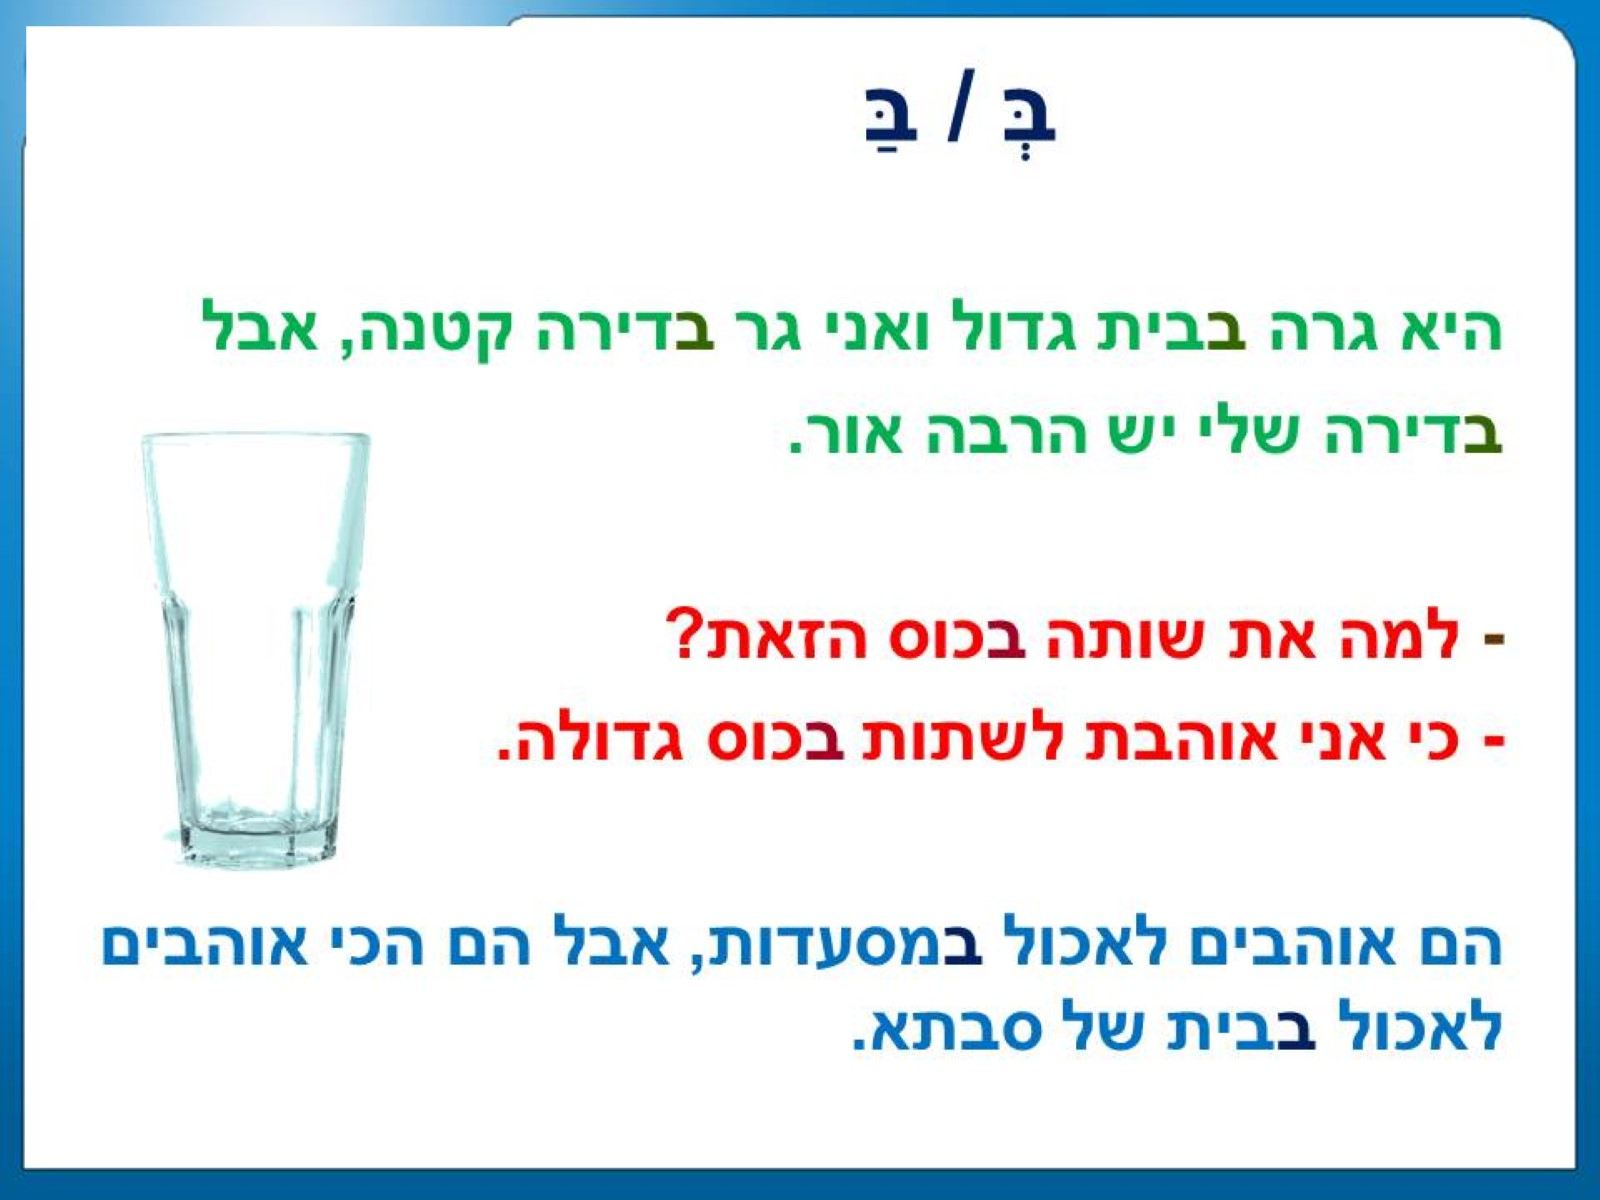 בְּ / בַּ
היא גרה בבית גדול ואני גר בדירה קטנה, אבל
בדירה שלי יש הרבה אור.
- למה את שותה בכוס הזאת?
- כי אני אוהבת לשתות בכוס גדולה.
הם אוהבים לאכול במסעדות, אבל הם הכי אוהבים
לאכול בבית של סבתא.